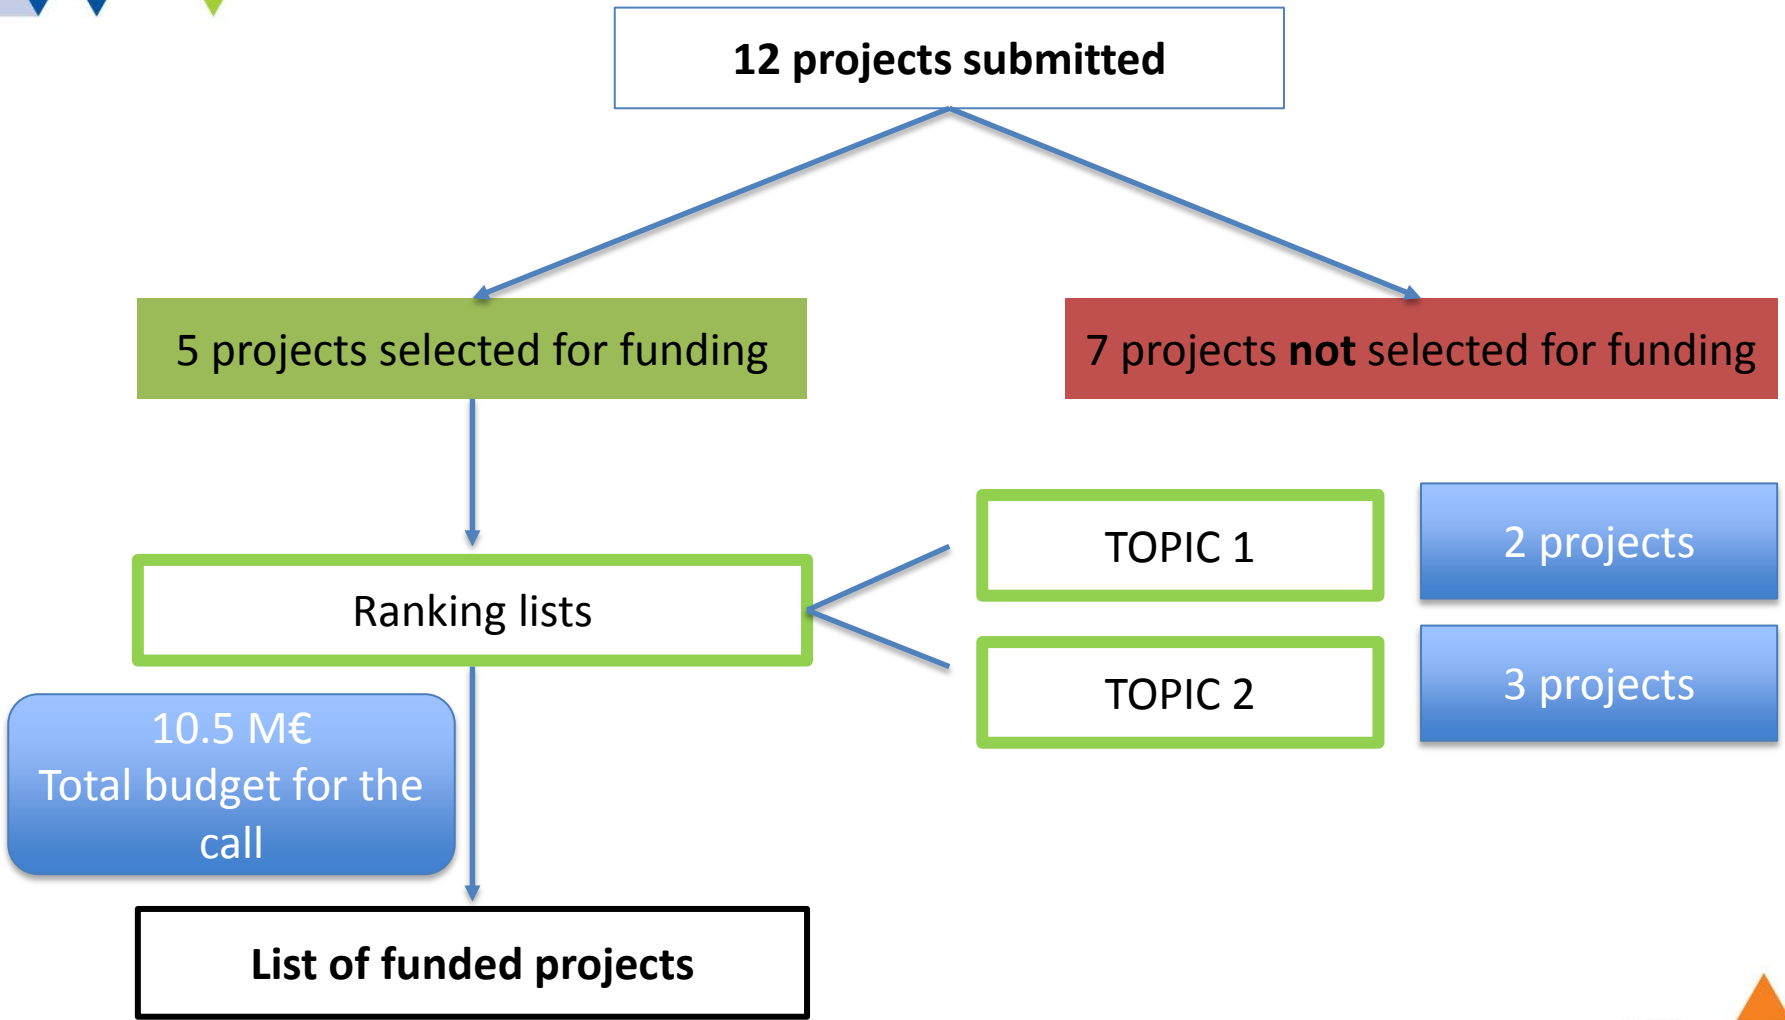 12 projects submitted
5 projects selected for funding
7 projects not selected for funding
Ranking lists
TOPIC 1
2 projects
TOPIC 2
3 projects
10.5 M€
Total budget for the
call
List of funded projects